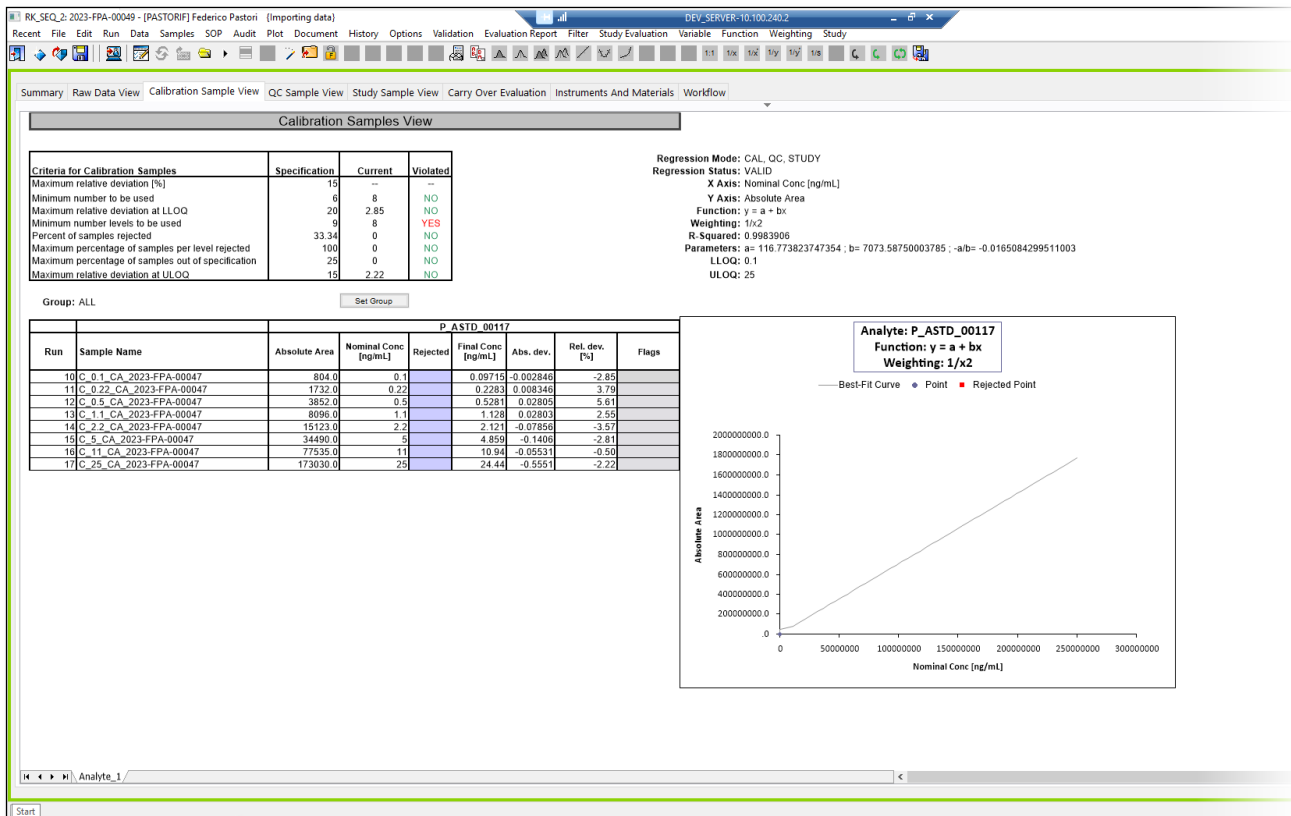 RK_SEQ_2: 2023-FPA-00049 - [PASTORIF] Federico Pastori {Importing data}
DEV_SERVER-10.100.240.2
Recent File Edit Run Data Samples SOP Audit Plot Document History Options Validation Evaluation Report Filter Study Evaluation Variable Function Weighting Study
1:1 1/x 1/x² 1/y 1/y² 1/s
Summary Raw Data View Calibration Sample View QC Sample View Study Sample View Carry Over Evaluation Instruments And Materials Workflow
Calibration Samples View
Criteria for Calibration Samples Specification Current Violated
Maximum relative deviation [%] 15 -- --
Minimum number to be used 6 8 NO
Maximum relative deviation at LLOQ 20 2.85 NO
Minimum number levels to be used 9 8 YES
Percent of samples rejected 33.34 0 NO
Maximum percentage of samples per level rejected 100 0 NO
Maximum percentage of samples out of specification 25 0 NO
Maximum relative deviation at ULOQ 15 2.22 NO
Regression Mode: CAL, QC, STUDY
Regression Status: VALID
X Axis: Nominal Conc [ng/mL]
Y Axis: Absolute Area
Function: y = a + bx
Weighting: 1/x2
R-Squared: 0.9983906
Parameters: a= 116.773823747354 ; b= 7073.58750003785 ; -a/b= -0.0165084299511003
LLOQ: 0.1
ULOQ: 25
Group: ALL
Set Group
P_ASTD_00117
Run Sample Name Absolute Area Nominal Conc [ng/mL] Rejected Final Conc [ng/mL] Abs. dev. Rel. dev. [%] Flags
10 C_0.1_CA_2023-FPA-00047 804.0 0.1 0.09715 -0.002846 -2.85
11 C_0.22_CA_2023-FPA-00047 1732.0 0.22 0.2283 0.008346 3.79
12 C_0.5_CA_2023-FPA-00047 3852.0 0.5 0.5281 0.02805 5.61
13 C_1.1_CA_2023-FPA-00047 8096.0 1.1 1.128 0.02803 2.55
14 C_2.2_CA_2023-FPA-00047 15123.0 2.2 2.121 -0.07856 -3.57
15 C_5_CA_2023-FPA-00047 34490.0 5 4.859 -0.1406 -2.81
16 C_11_CA_2023-FPA-00047 77535.0 11 10.94 -0.05531 -0.50
17 C_25_CA_2023-FPA-00047 173030.0 25 24.44 -0.5551 -2.22
Analyte: P_ASTD_00117
Function: y = a + bx
Weighting: 1/x2
Best-Fit Curve Point Rejected Point
2000000000.0
1800000000.0
1600000000.0
1400000000.0
1200000000.0
1000000000.0
800000000.0
600000000.0
400000000.0
200000000.0
.0
Absolute Area
0 50000000 100000000 150000000 200000000 250000000 300000000
Nominal Conc [ng/mL]
Analyte_1
Start